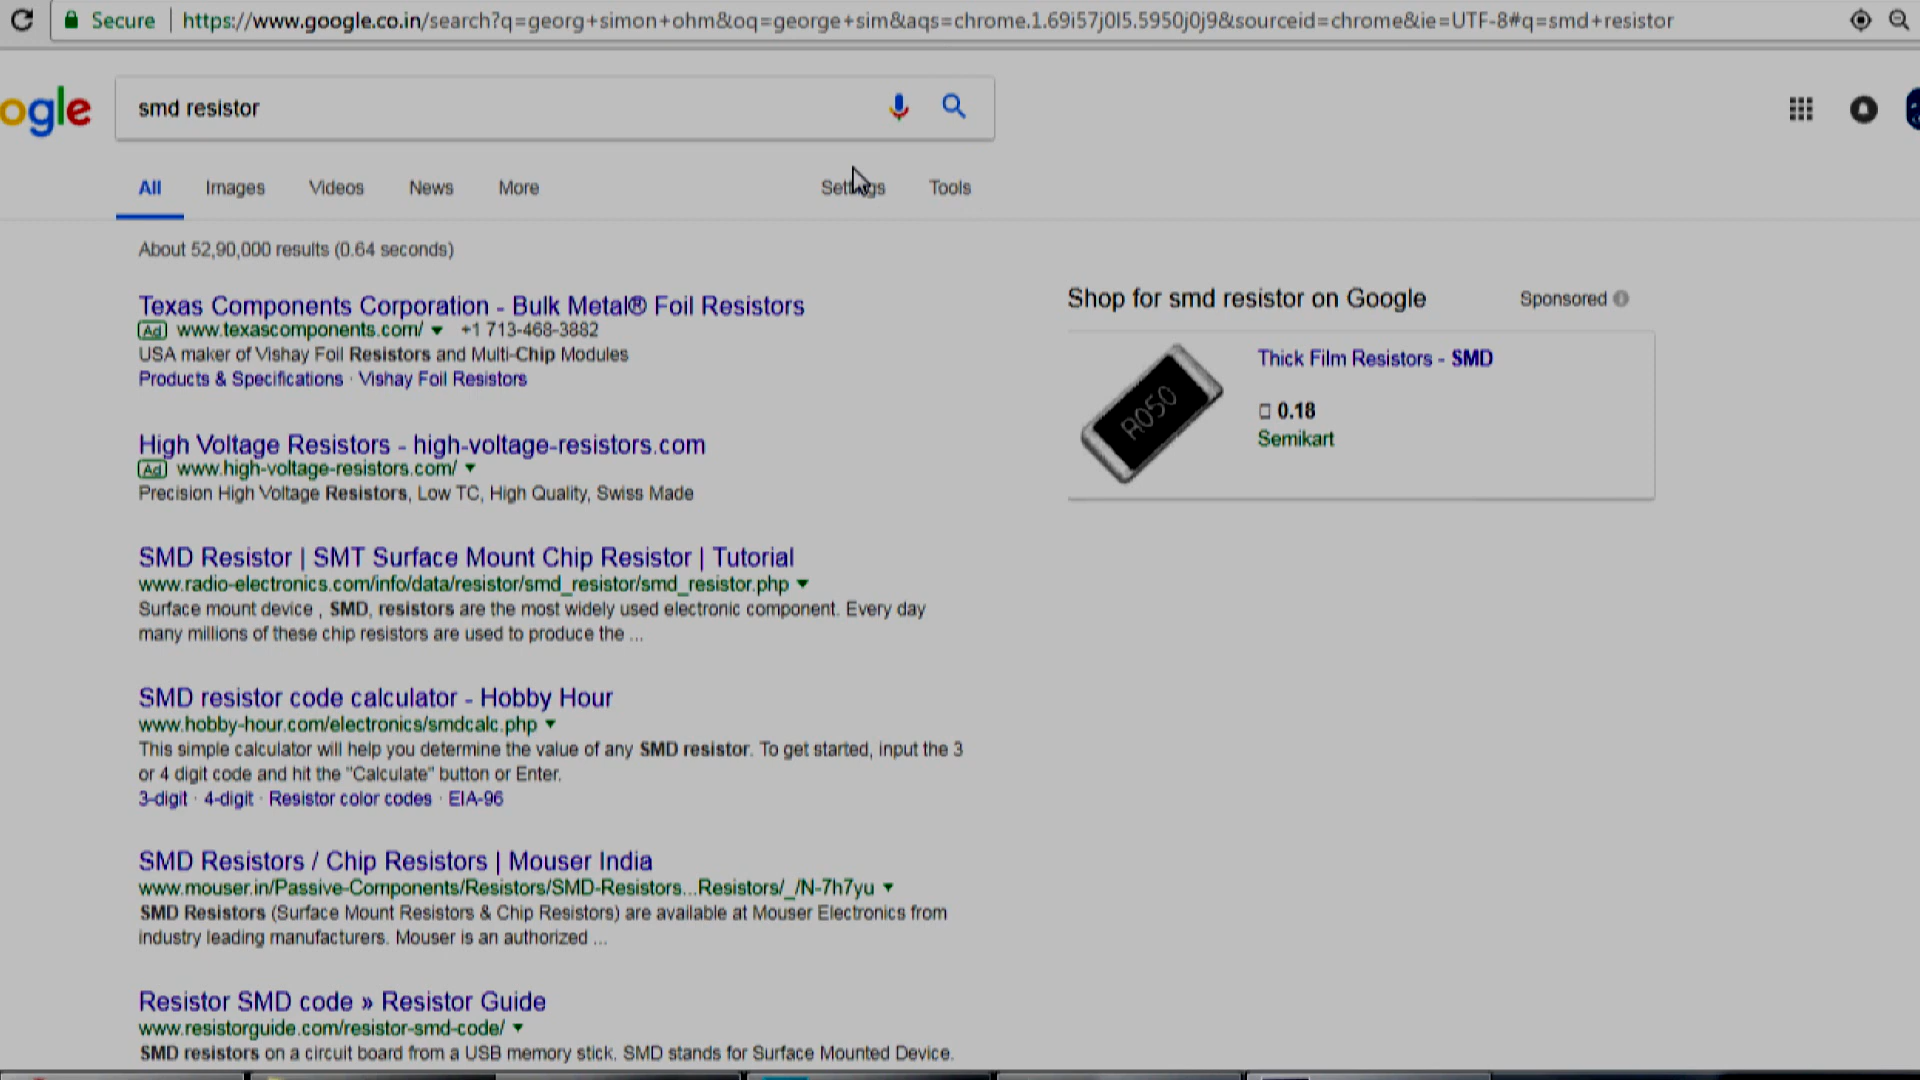 Secure https://www.google.co.in/search?q=georg+simon+ohm&oq=george+sim&aqs=chrome.1.69i57j0l5.5950j0j9&sourceid=chrome&ie=UTF-8#q=smd+resistor
ogle smd resistor
All Images Videos News More Settings Tools
About 52,90,000 results (0.64 seconds)
Texas Components Corporation - Bulk Metal® Foil Resistors
Ad www.texascomponents.com/ +1 713-468-3882
USA maker of Vishay Foil Resistors and Multi-Chip Modules
Products & Specifications · Vishay Foil Resistors
High Voltage Resistors - high-voltage-resistors.com
Ad www.high-voltage-resistors.com/
Precision High Voltage Resistors, Low TC, High Quality, Swiss Made
SMD Resistor | SMT Surface Mount Chip Resistor | Tutorial
www.radio-electronics.com/info/data/resistor/smd_resistor/smd_resistor.php
Surface mount device , SMD, resistors are the most widely used electronic component. Every day
many millions of these chip resistors are used to produce the ...
SMD resistor code calculator - Hobby Hour
www.hobby-hour.com/electronics/smdcalc.php
This simple calculator will help you determine the value of any SMD resistor. To get started, input the 3
or 4 digit code and hit the "Calculate" button or Enter.
3-digit · 4-digit · Resistor color codes · EIA-96
SMD Resistors / Chip Resistors | Mouser India
www.mouser.in/Passive-Components/Resistors/SMD-Resistors...Resistors/_/N-7h7yu
SMD Resistors (Surface Mount Resistors & Chip Resistors) are available at Mouser Electronics from
industry leading manufacturers. Mouser is an authorized ...
Resistor SMD code » Resistor Guide
www.resistorguide.com/resistor-smd-code/
SMD resistors on a circuit board from a USB memory stick. SMD stands for Surface Mounted Device.
Shop for smd resistor on Google Sponsored
R050
Thick Film Resistors - SMD
0.18
Semikart